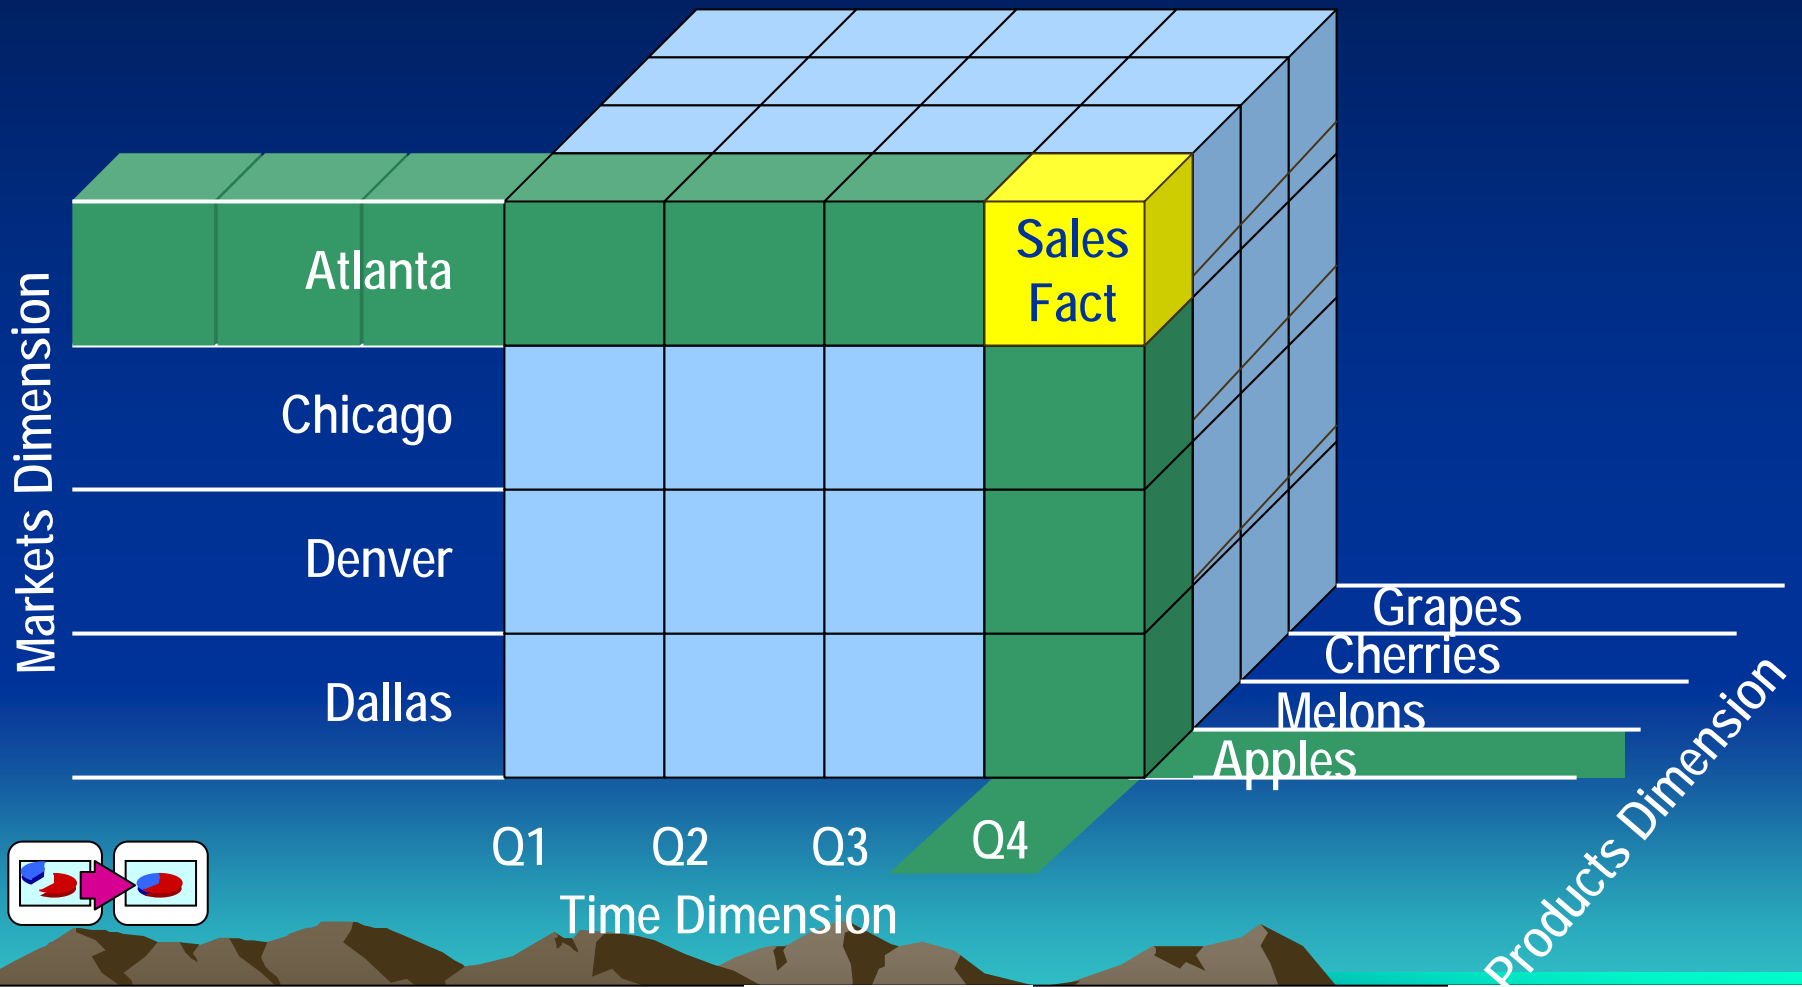 Markets Dimension
Atlanta
Chicago
Denver
Dallas
Sales
Fact
Grapes
Cherries
Melons
Apples
Products Dimension
Q1 Q2 Q3 Q4
Time Dimension